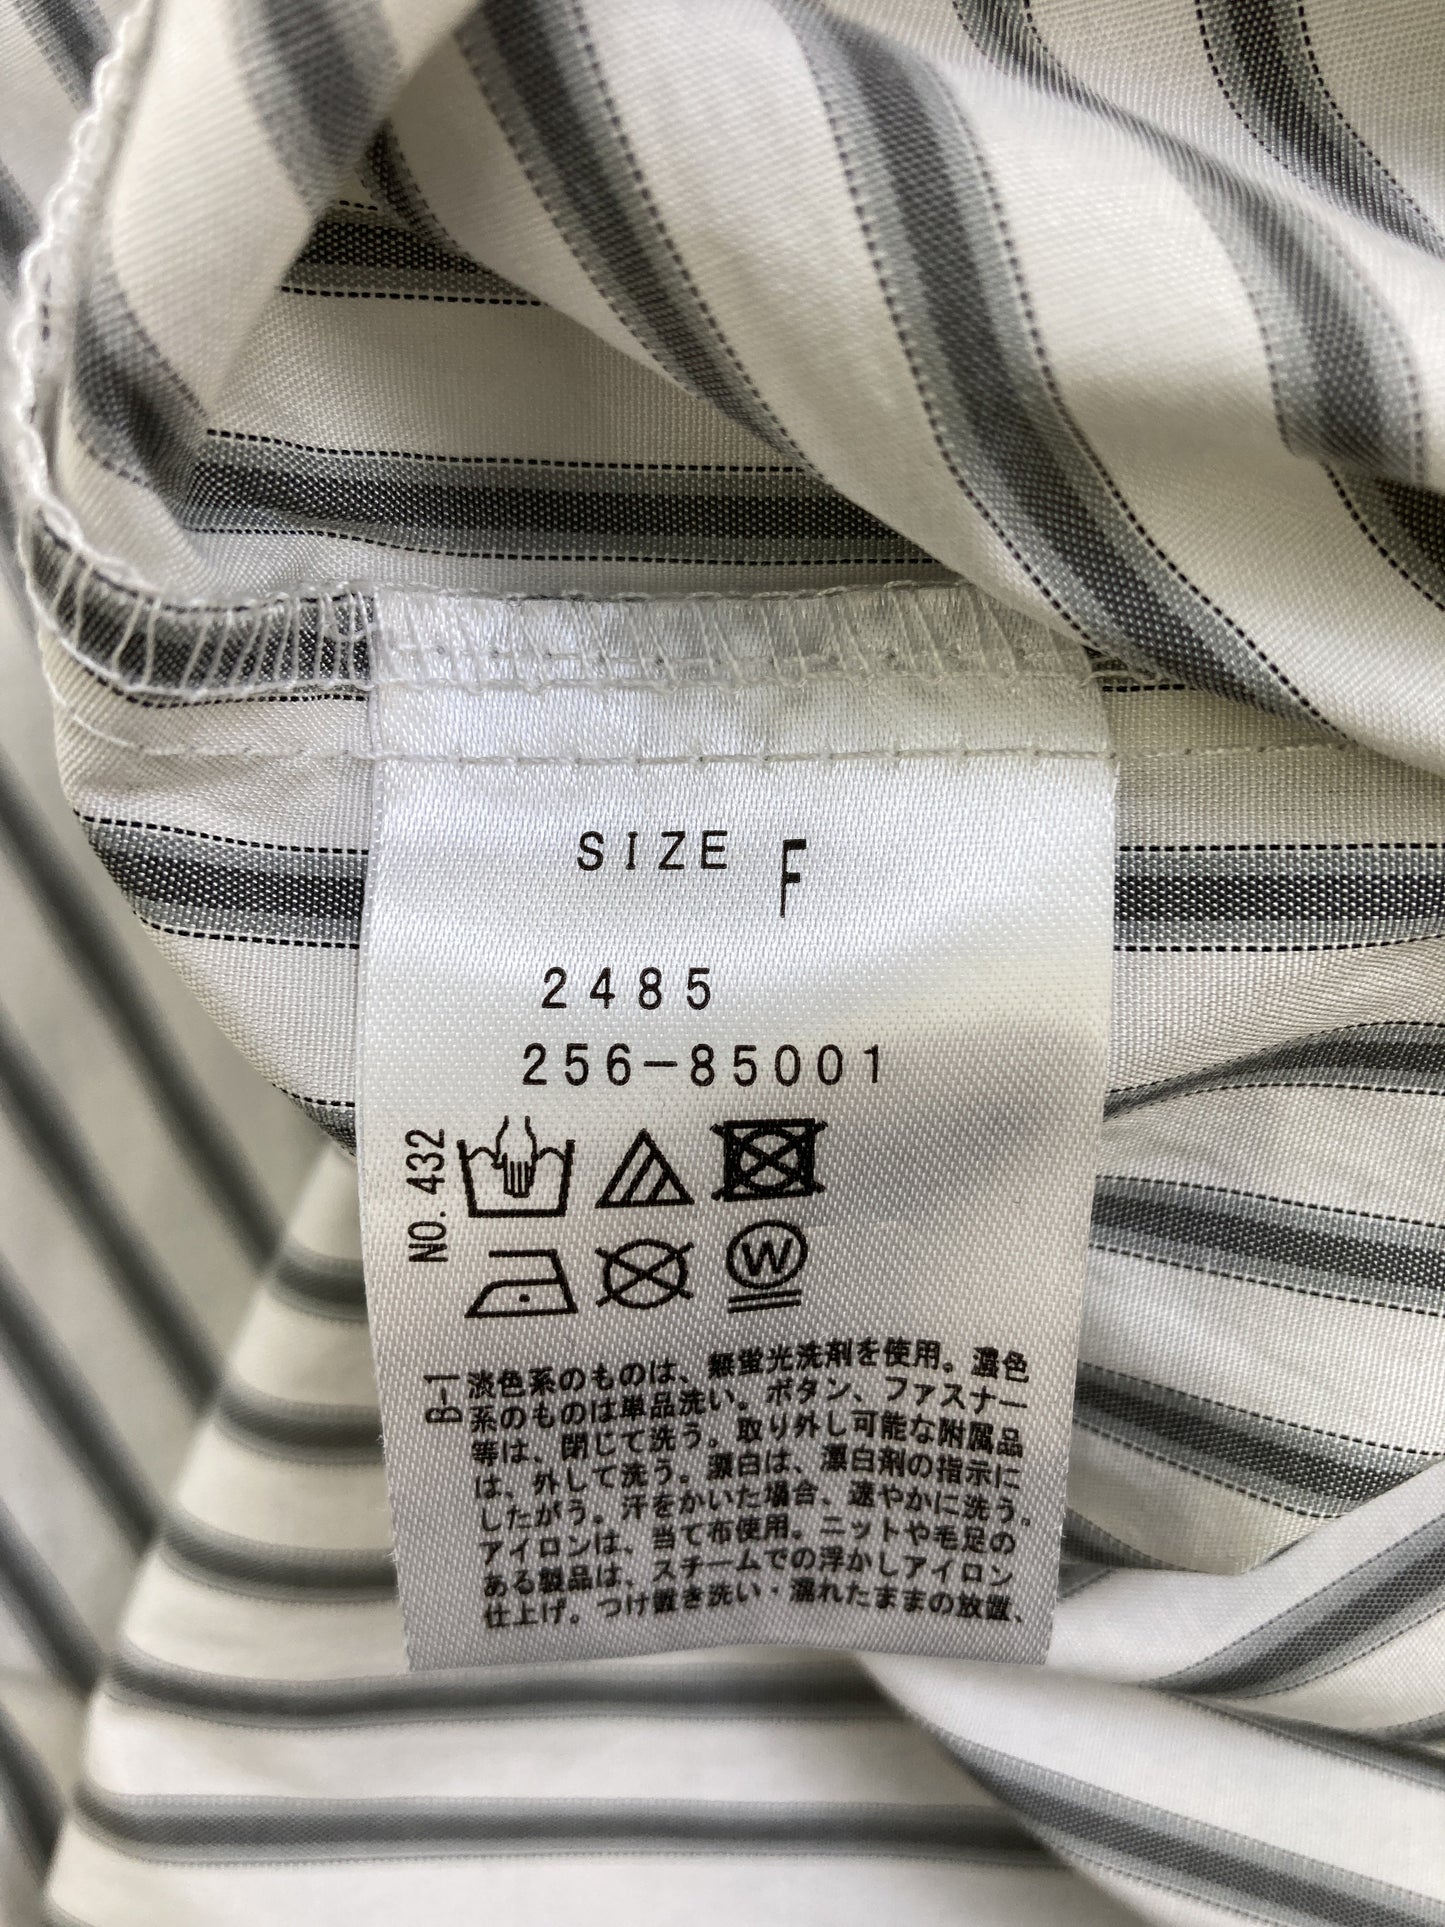 SIZE F
2485
256-85001
NO. 432
W
B-1
淡色系のものは、無蛍光洗剤を使用。濃色
系のものは単品洗い。ボタン、ファスナー
等は、閉じて洗う。取り外し可能な附属品
は、外して洗う。漂白は、漂白剤の指示に
したがう。汗をかいた場合、速やかに洗う。
アイロンは、当て布使用。ニットや毛足の
ある製品は、スチームでの浮かしアイロン
仕上げ。つけ置き洗い・濡れたままの放置、